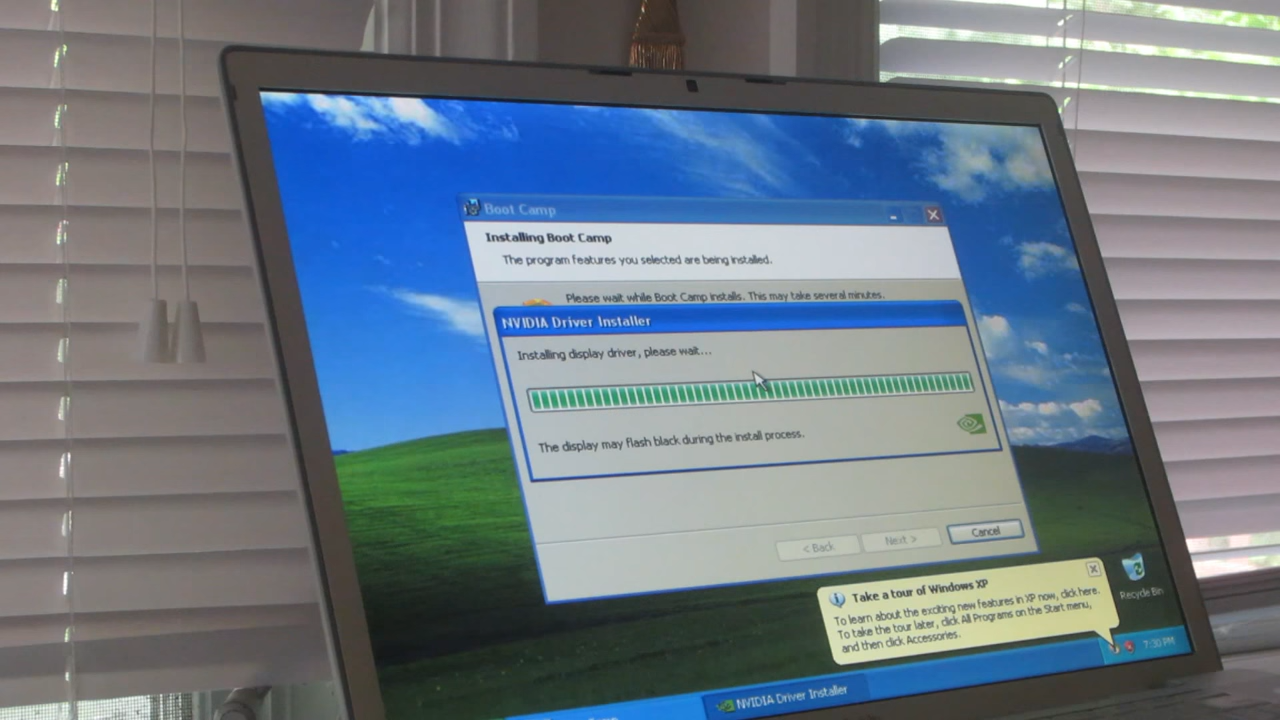 Boot Camp
Installing Boot Camp
The program features you selected are being installed.
Please wait while Boot Camp installs. This may take several minutes.
NVIDIA Driver Installer
Installing display driver, please wait...
The display may flash black during the install process.
< Back
Next >
Cancel
Take a tour of Windows XP
To learn about the exciting new features in XP now, click here.
To take the tour later, click All Programs on the Start menu,
and then click Accessories.
Recycle Bin
7:30 PM
NVIDIA Driver Installer